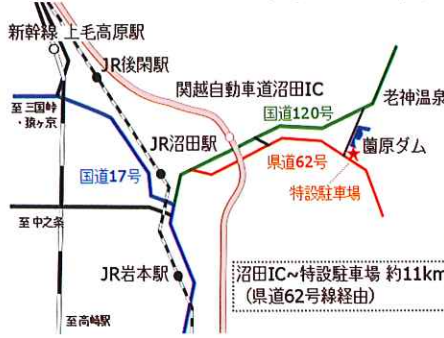 新幹線 上毛高原駅
JR後閑駅
関越自動車道沼田IC
老神温泉
国道120号
至 三国峠
・猿ヶ京
薗原ダム
JR沼田駅
県道62号
国道17号
特設駐車場
至 中之条
JR岩本駅
沼田IC~特設駐車場 約11km
(県道62号線経由)
至 高崎駅